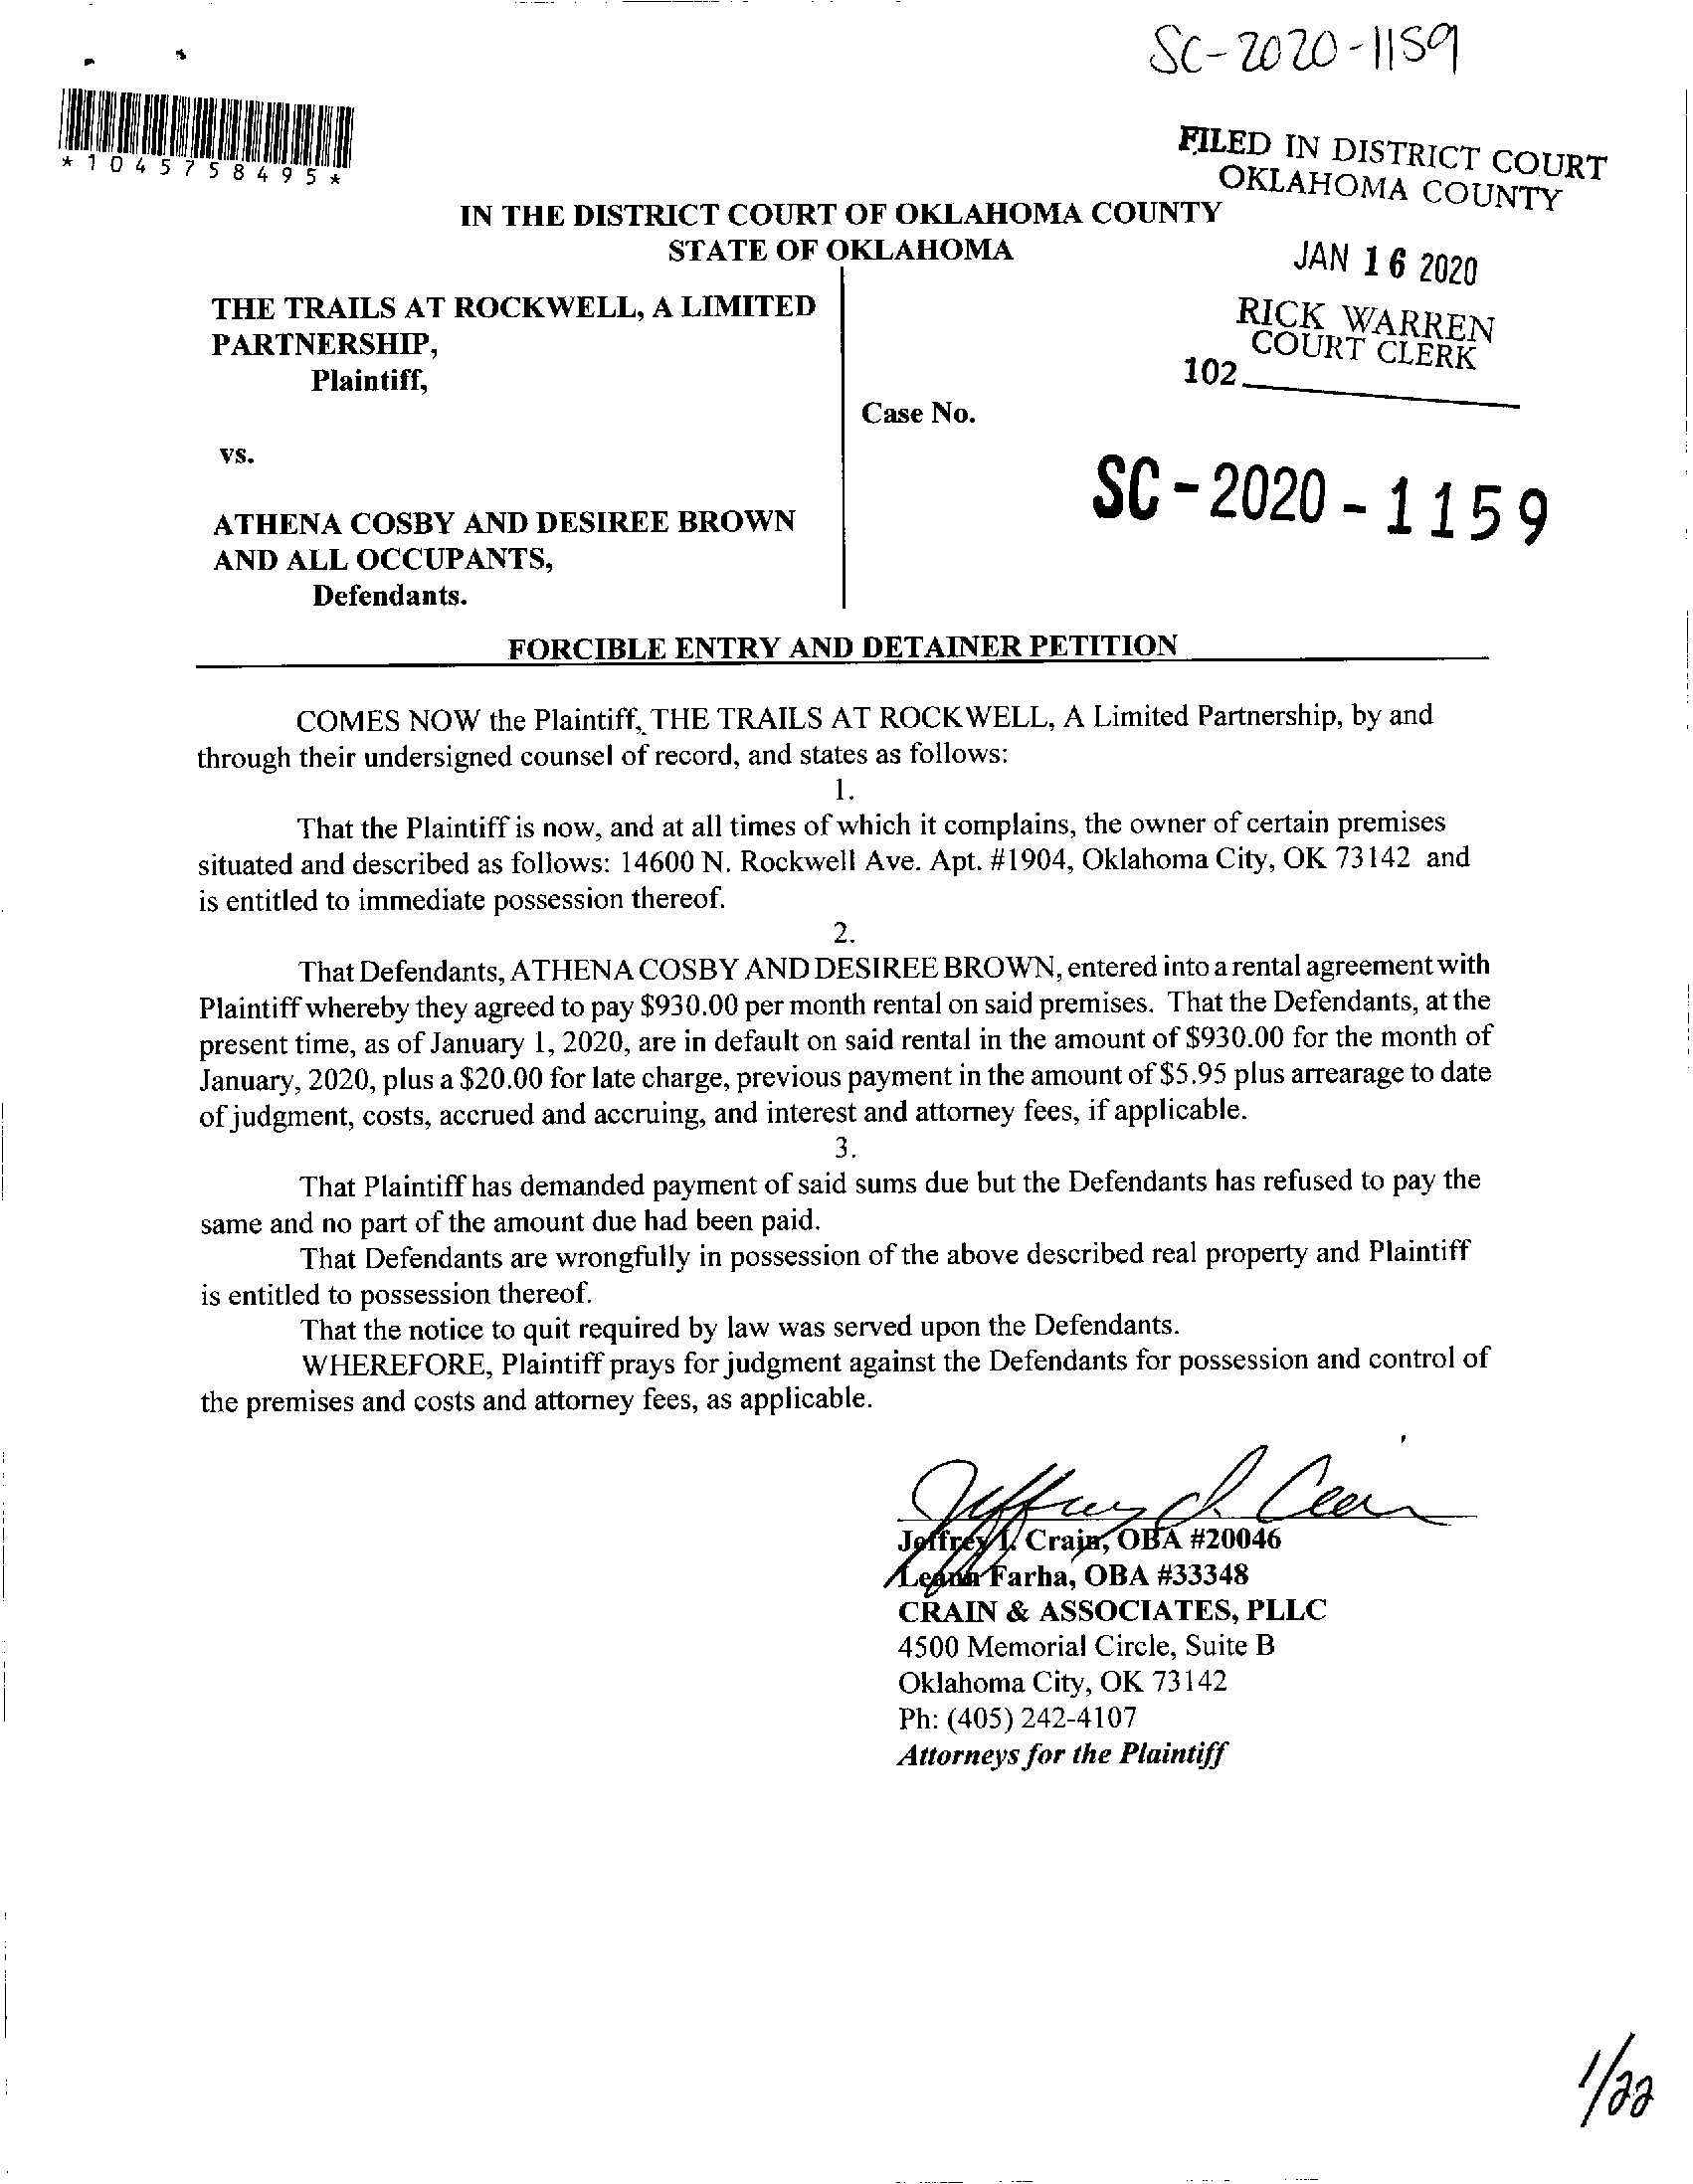 SC-2020-1159
*1045758495*
FILED IN DISTRICT COURT
OKLAHOMA COUNTY
IN THE DISTRICT COURT OF OKLAHOMA COUNTY
STATE OF OKLAHOMA
JAN 16 2020
RICK WARREN
COURT CLERK
102
THE TRAILS AT ROCKWELL, A LIMITED
PARTNERSHIP,
Plaintiff,
Case No.
vs.
SC-2020-1159
ATHENA COSBY AND DESIREE BROWN
AND ALL OCCUPANTS,
Defendants.
FORCIBLE ENTRY AND DETAINER PETITION
COMES NOW the Plaintiff, THE TRAILS AT ROCKWELL, A Limited Partnership, by and
through their undersigned counsel of record, and states as follows:
1.
That the Plaintiff is now, and at all times of which it complains, the owner of certain premises
situated and described as follows: 14600 N. Rockwell Ave. Apt. #1904, Oklahoma City, OK 73142 and
is entitled to immediate possession thereof.
2.
That Defendants, ATHENA COSBY AND DESIREE BROWN, entered into a rental agreement with
Plaintiff whereby they agreed to pay $930.00 per month rental on said premises. That the Defendants, at the
present time, as of January 1, 2020, are in default on said rental in the amount of $930.00 for the month of
January, 2020, plus a $20.00 for late charge, previous payment in the amount of $5.95 plus arrearage to date
of judgment, costs, accrued and accruing, and interest and attorney fees, if applicable.
3.
That Plaintiff has demanded payment of said sums due but the Defendants has refused to pay the
same and no part of the amount due had been paid.
That Defendants are wrongfully in possession of the above described real property and Plaintiff
is entitled to possession thereof.
That the notice to quit required by law was served upon the Defendants.
WHEREFORE, Plaintiff prays for judgment against the Defendants for possession and control of
the premises and costs and attorney fees, as applicable.
Jeffrey I. Crain, OBA #20046
Leann Farha, OBA #33348
CRAIN & ASSOCIATES, PLLC
4500 Memorial Circle, Suite B
Oklahoma City, OK 73142
Ph: (405) 242-4107
Attorneys for the Plaintiff
1/22